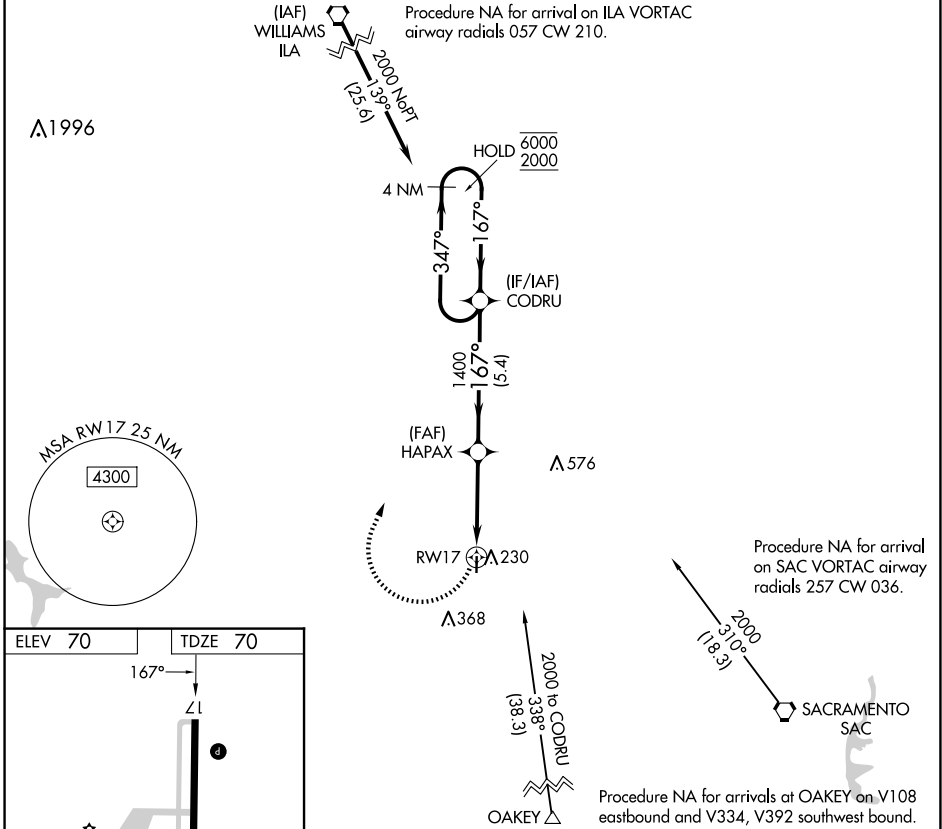 (IAF)
WILLIAMS
ILA
Procedure NA for arrival on ILA VORTAC
airway radials 057 CW 210.
2000 NoPT
139°
(25.6)
1996
HOLD 6000
2000
4 NM
347°
167°
(IF/IAF)
CODRU
1400
167°
(5.4)
(FAF)
HAPAX
576
MSA RW17 25 NM
4300
RW17
230
368
Procedure NA for arrival
on SAC VORTAC airway
radials 257 CW 036.
2000
310°
(18.3)
SACRAMENTO
SAC
2000 to CODRU
338°
(38.3)
OAKEY
Procedure NA for arrivals at OAKEY on V108
eastbound and V334, V392 southwest bound.
ELEV 70
TDZE 70
167°
17
P